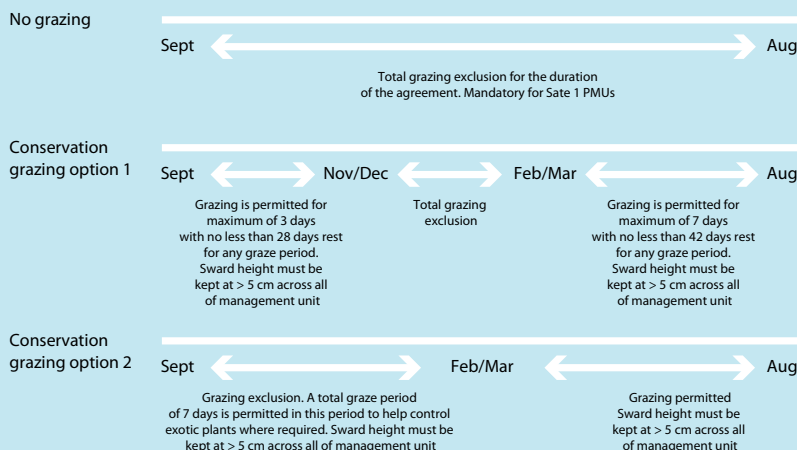 No grazing
Sept
Aug
Total grazing exclusion for the duration
of the agreement. Mandatory for Sate 1 PMUs
Conservation
grazing option 1
Sept
Nov/Dec
Feb/Mar
Aug
Grazing is permitted for
maximum of 3 days
with no less than 28 days rest
for any graze period.
Sward height must be
kept at > 5 cm across all
of management unit
Total grazing
exclusion
Grazing is permitted for
maximum of 7 days
with no less than 42 days rest
for any graze period.
Sward height must be
kept at > 5 cm across all
of management unit
Conservation
grazing option 2
Sept
Feb/Mar
Aug
Grazing exclusion. A total graze period
of 7 days is permitted in this period to help control
exotic plants where required. Sward height must be
kept at > 5 cm across all of management unit
Grazing permitted
Sward height must be
kept at > 5 cm across all
of management unit